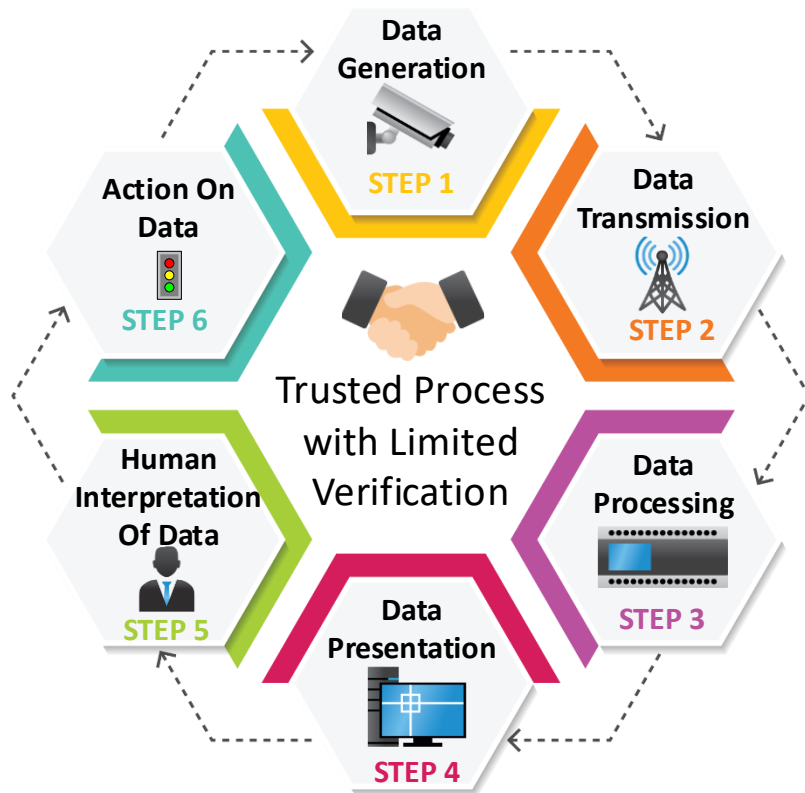 Data
Generation
STEP 1
Data
Transmission
STEP 2
Data
Processing
STEP 3
Data
Presentation
STEP 4
Human
Interpretation
Of Data
STEP 5
Action On
Data
STEP 6
Trusted Process
with Limited
Verification